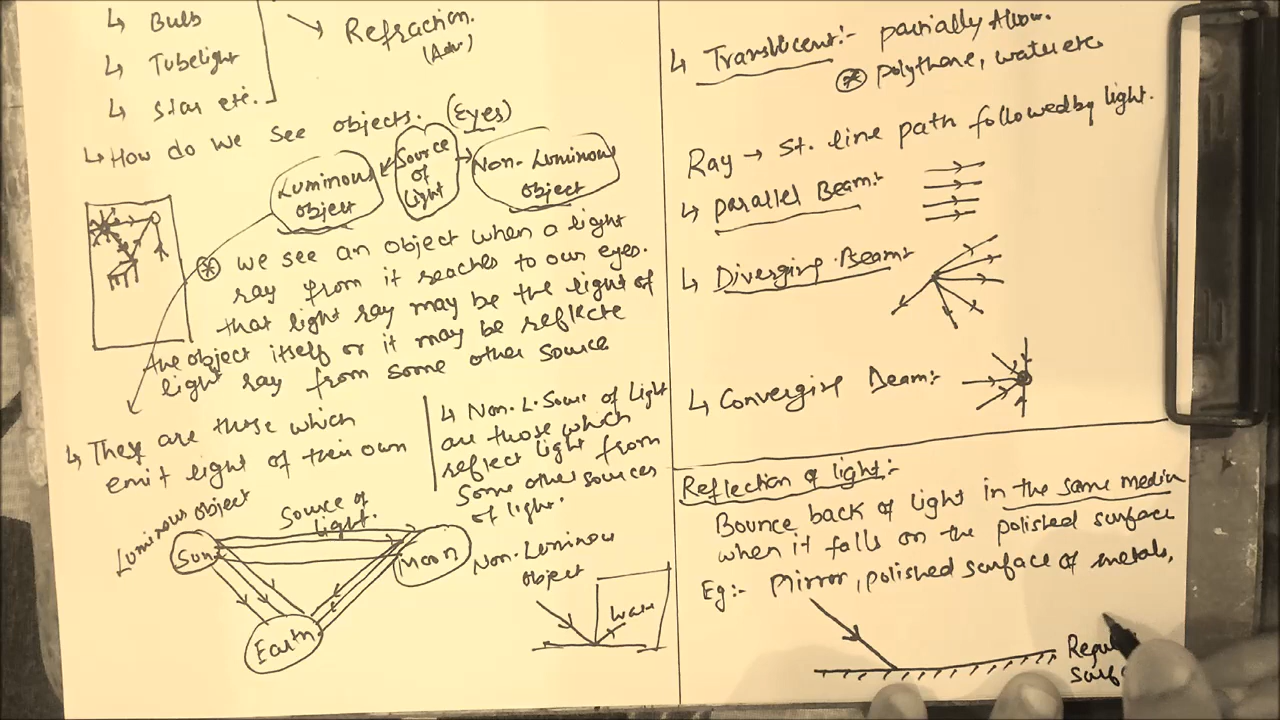 ↳ Bulb
↳ Tubelight
↳ star etc.
Refraction.
↳ How do we see objects. (Eyes)
Luminous
object
Source
of
Light
Non-Luminous
object
* we see an object when a light
ray from it reaches to our eyes.
that light ray may be the light of
the object itself or it may be reflecte
light ray from some other source
↳ They are those which
emit light of their own
↳ Non. L. Sour of Light
are those which
reflect light from
some other sources
of light.
Luminous object
Source of
light.
Sun
Moon
Earth
Non-Luminous
object
↳ Translucent:- partially Allow.
* polythane, water etc
Ray → St. line path followed by light.
↳ parallel Beam:
↳ Diverging Beam:
↳ Converging Beam:
Reflection of light:-
Bounce back of light in the same medium
when it falls on the polished surface
Eg:- Mirror, polished surface of metals,